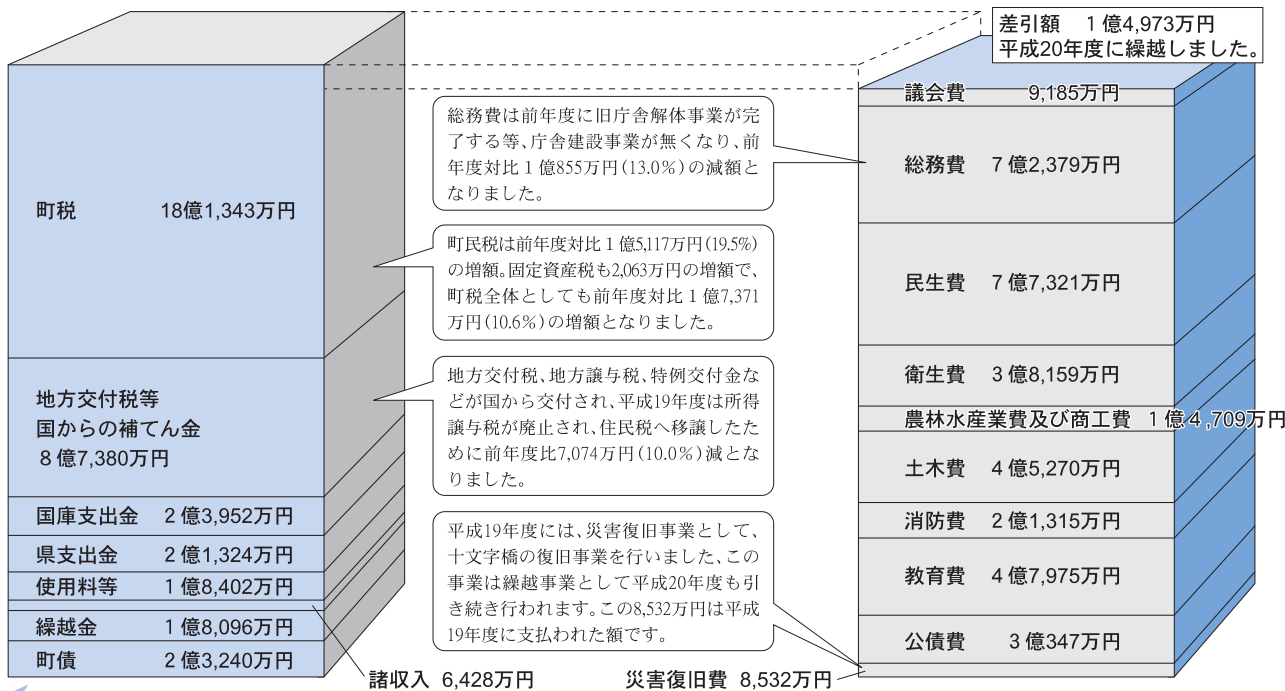 差引額 1億4,973万円
平成20年度に繰越しました。
町税 18億1,343万円
地方交付税等
国からの補てん金
8億7,380万円
国庫支出金 2億3,952万円
県支出金 2億1,324万円
使用料等 1億8,402万円
繰越金 1億8,096万円
町債 2億3,240万円
諸収入 6,428万円
総務費は前年度に旧庁舎解体事業が完
了する等、庁舎建設事業が無くなり、前
年度対比1億855万円(13.0%)の減額と
なりました。
町民税は前年度対比1億5,117万円(19.5%)
の増額。固定資産税も2,063万円の増額で、
町税全体としても前年度対比1億7,371
万円(10.6%)の増額となりました。
地方交付税、地方譲与税、特例交付金な
どが国から交付され、平成19年度は所得
譲与税が廃止され、住民税へ移譲したた
めに前年度比7,074万円(10.0%)減とな
りました。
平成19年度には、災害復旧事業として、
十文字橋の復旧事業を行いました、この
事業は繰越事業として平成20年度も引
き続き行われます。この8,532万円は平成
19年度に支払われた額です。
議会費 9,185万円
総務費 7億2,379万円
民生費 7億7,321万円
衛生費 3億8,159万円
農林水産業費及び商工費 1億4,709万円
土木費 4億5,270万円
消防費 2億1,315万円
教育費 4億7,975万円
公債費 3億347万円
災害復旧費 8,532万円